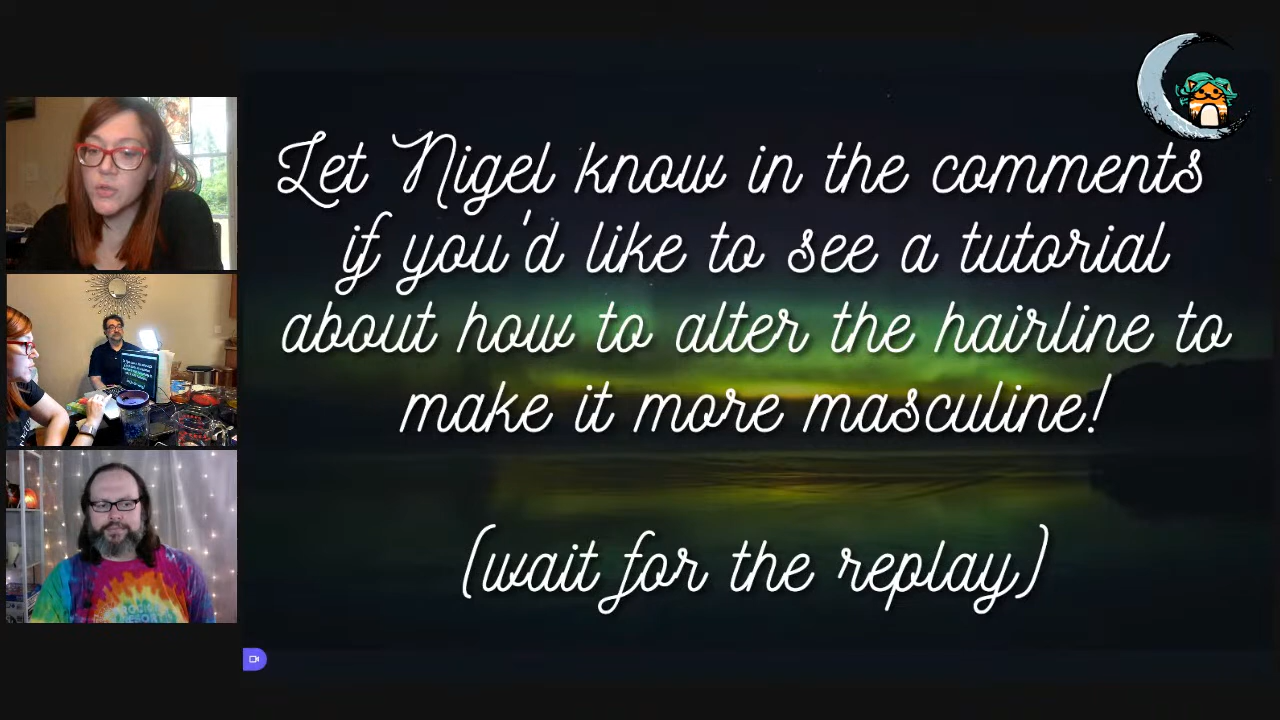 Let Nigel know in the comments
if you'd like to see a tutorial
about how to alter the hairline to
make it more masculine!
(wait for the replay)